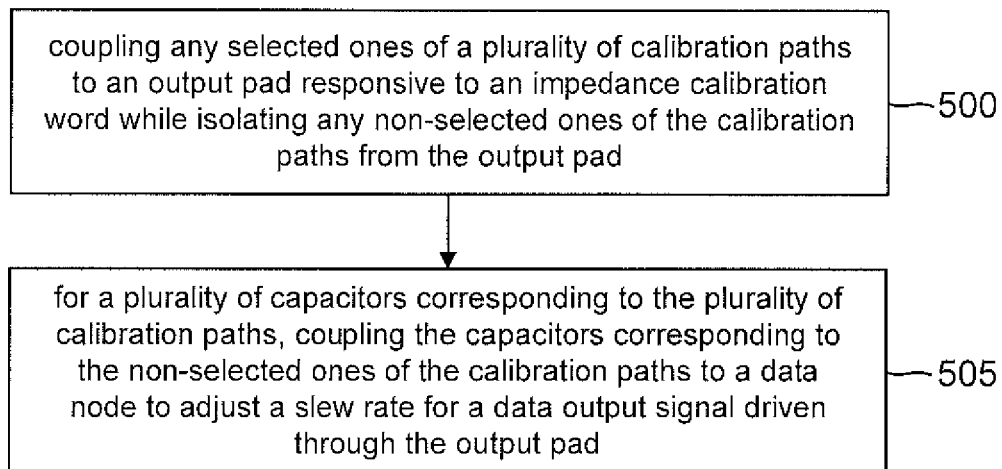 coupling any selected ones of a plurality of calibration paths
to an output pad responsive to an impedance calibration
word while isolating any non-selected ones of the calibration
paths from the output pad
500
for a plurality of capacitors corresponding to the plurality of
calibration paths, coupling the capacitors corresponding to
the non-selected ones of the calibration paths to a data
node to adjust a slew rate for a data output signal driven
through the output pad
505